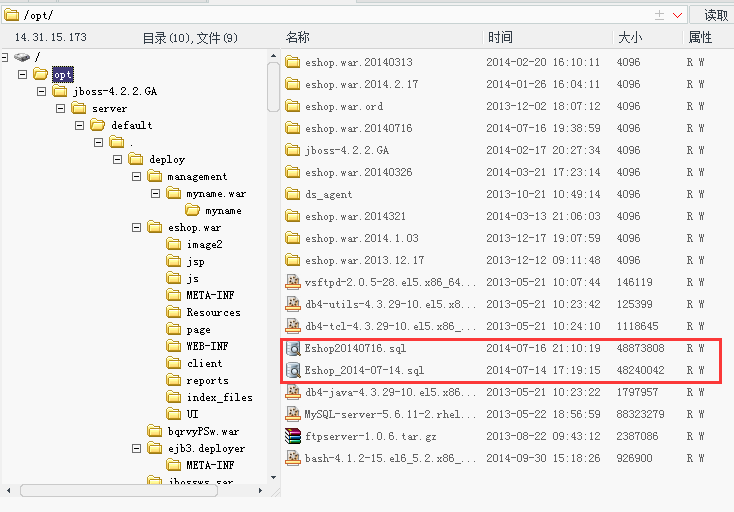 /opt/ 读取
14.31.15.173 目录(10),文件(9) 名称 时间 大小 属性
/
opt
jboss-4.2.2.GA
server
default
.
deploy
management
myname.war
myname
eshop.war
image2
jsp
js
META-INF
Resources
page
WEB-INF
client
reports
index_files
UI
bqrvyPSw.war
ejb3.deployer
META-INF
jbossws.sar
eshop.war.20140313 2014-02-20 16:10:11 4096 R W
eshop.war.2014.2.17 2014-01-26 16:04:11 4096 R W
eshop.war.ord 2013-12-02 18:07:12 4096 R W
eshop.war.20140716 2014-07-16 19:38:59 4096 R W
jboss-4.2.2.GA 2014-02-17 20:27:34 4096 R W
eshop.war.20140326 2014-03-21 17:23:14 4096 R W
ds_agent 2013-10-21 10:49:14 4096 R W
eshop.war.2014321 2014-03-13 21:06:03 4096 R W
eshop.war.2014.1.03 2013-12-17 19:07:59 4096 R W
eshop.war.2013.12.17 2013-12-12 09:11:48 4096 R W
vsftpd-2.0.5-28.el5.x86_64... 2013-05-21 10:07:44 146119 R W
db4-utils-4.3.29-10.el5.x8... 2013-05-21 10:23:42 125399 R W
db4-tcl-4.3.29-10.el5.x86_... 2013-05-21 10:24:10 1118645 R W
Eshop20140716.sql 2014-07-16 21:10:19 48873808 R W
Eshop_2014-07-14.sql 2014-07-14 17:19:15 48240042 R W
db4-java-4.3.29-10.el5.x86... 2013-05-21 10:23:22 1797957 R W
MySQL-server-5.6.11-2.rhel... 2013-05-22 18:56:59 88323279 R W
ftpserver-1.0.6.tar.gz 2013-08-22 09:43:12 2387086 R W
bash-4.1.2-15.el6_5.2.x86_... 2014-09-30 15:18:26 926900 R W